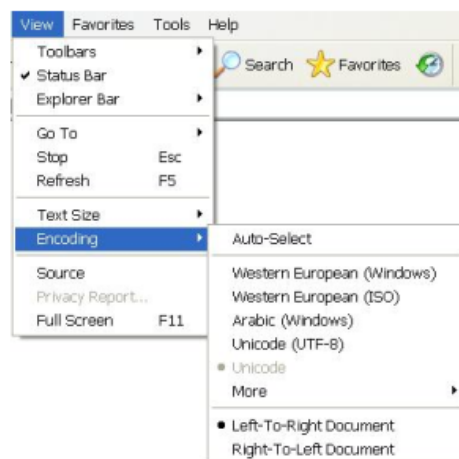 View Favorites Tools Help
Search Favorites
Toolbars
Status Bar
Explorer Bar
Go To
Stop Esc
Refresh F5
Text Size
Encoding
Source
Privacy Report...
Full Screen F11
Auto-Select
Western European (Windows)
Western European (ISO)
Arabic (Windows)
Unicode (UTF-8)
Unicode
More
Left-To-Right Document
Right-To-Left Document